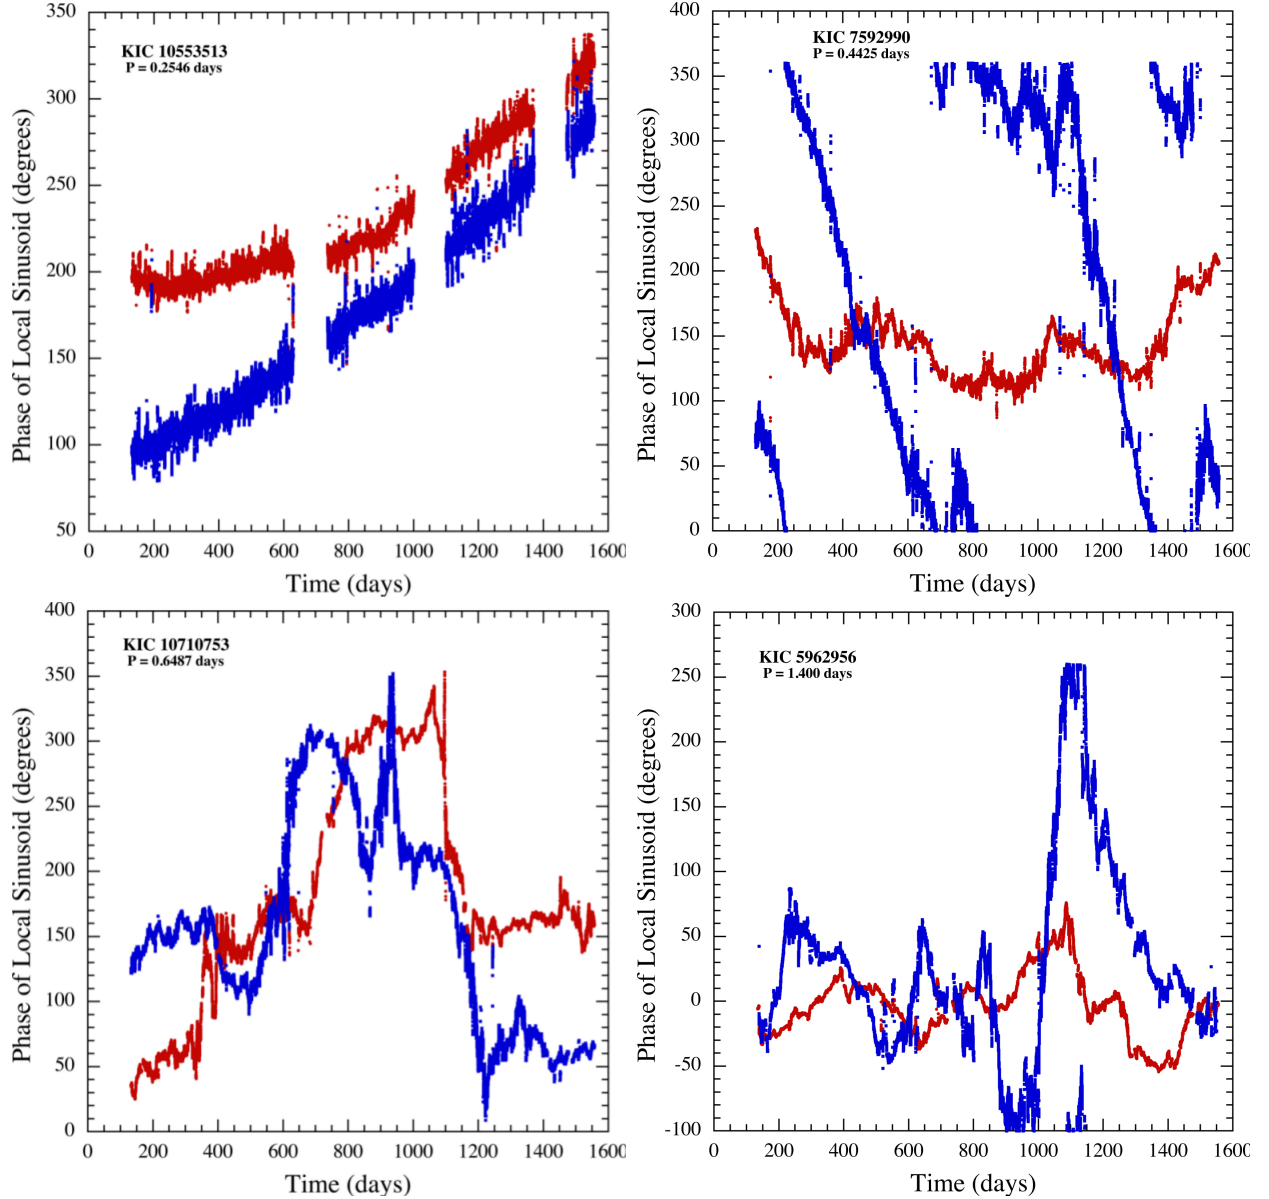 KIC 10553513
P = 0.2546 days
350
300
250
200
150
100
50
0 200 400 600 800 1000 1200 1400 1600
Time (days)
Phase of Local Sinusoid (degrees)
KIC 7592990
P = 0.4425 days
400
350
300
250
200
150
100
50
0
0 200 400 600 800 1000 1200 1400 1600
Time (days)
Phase of Local Sinusoid (degrees)
KIC 10710753
P = 0.6487 days
400
350
300
250
200
150
100
50
0
0 200 400 600 800 1000 1200 1400 1600
Time (days)
Phase of Local Sinusoid (degrees)
KIC 5962956
P = 1.400 days
300
250
200
150
100
50
0
-50
-100
0 200 400 600 800 1000 1200 1400 1600
Time (days)
Phase of Local Sinusoid (degrees)